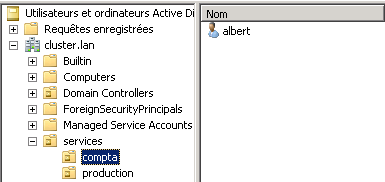 Utilisateurs et ordinateurs Active Di
Requêtes enregistrées
cluster.lan
Builtin
Computers
Domain Controllers
ForeignSecurityPrincipals
Managed Service Accounts
services
compta
production
Nom
albert